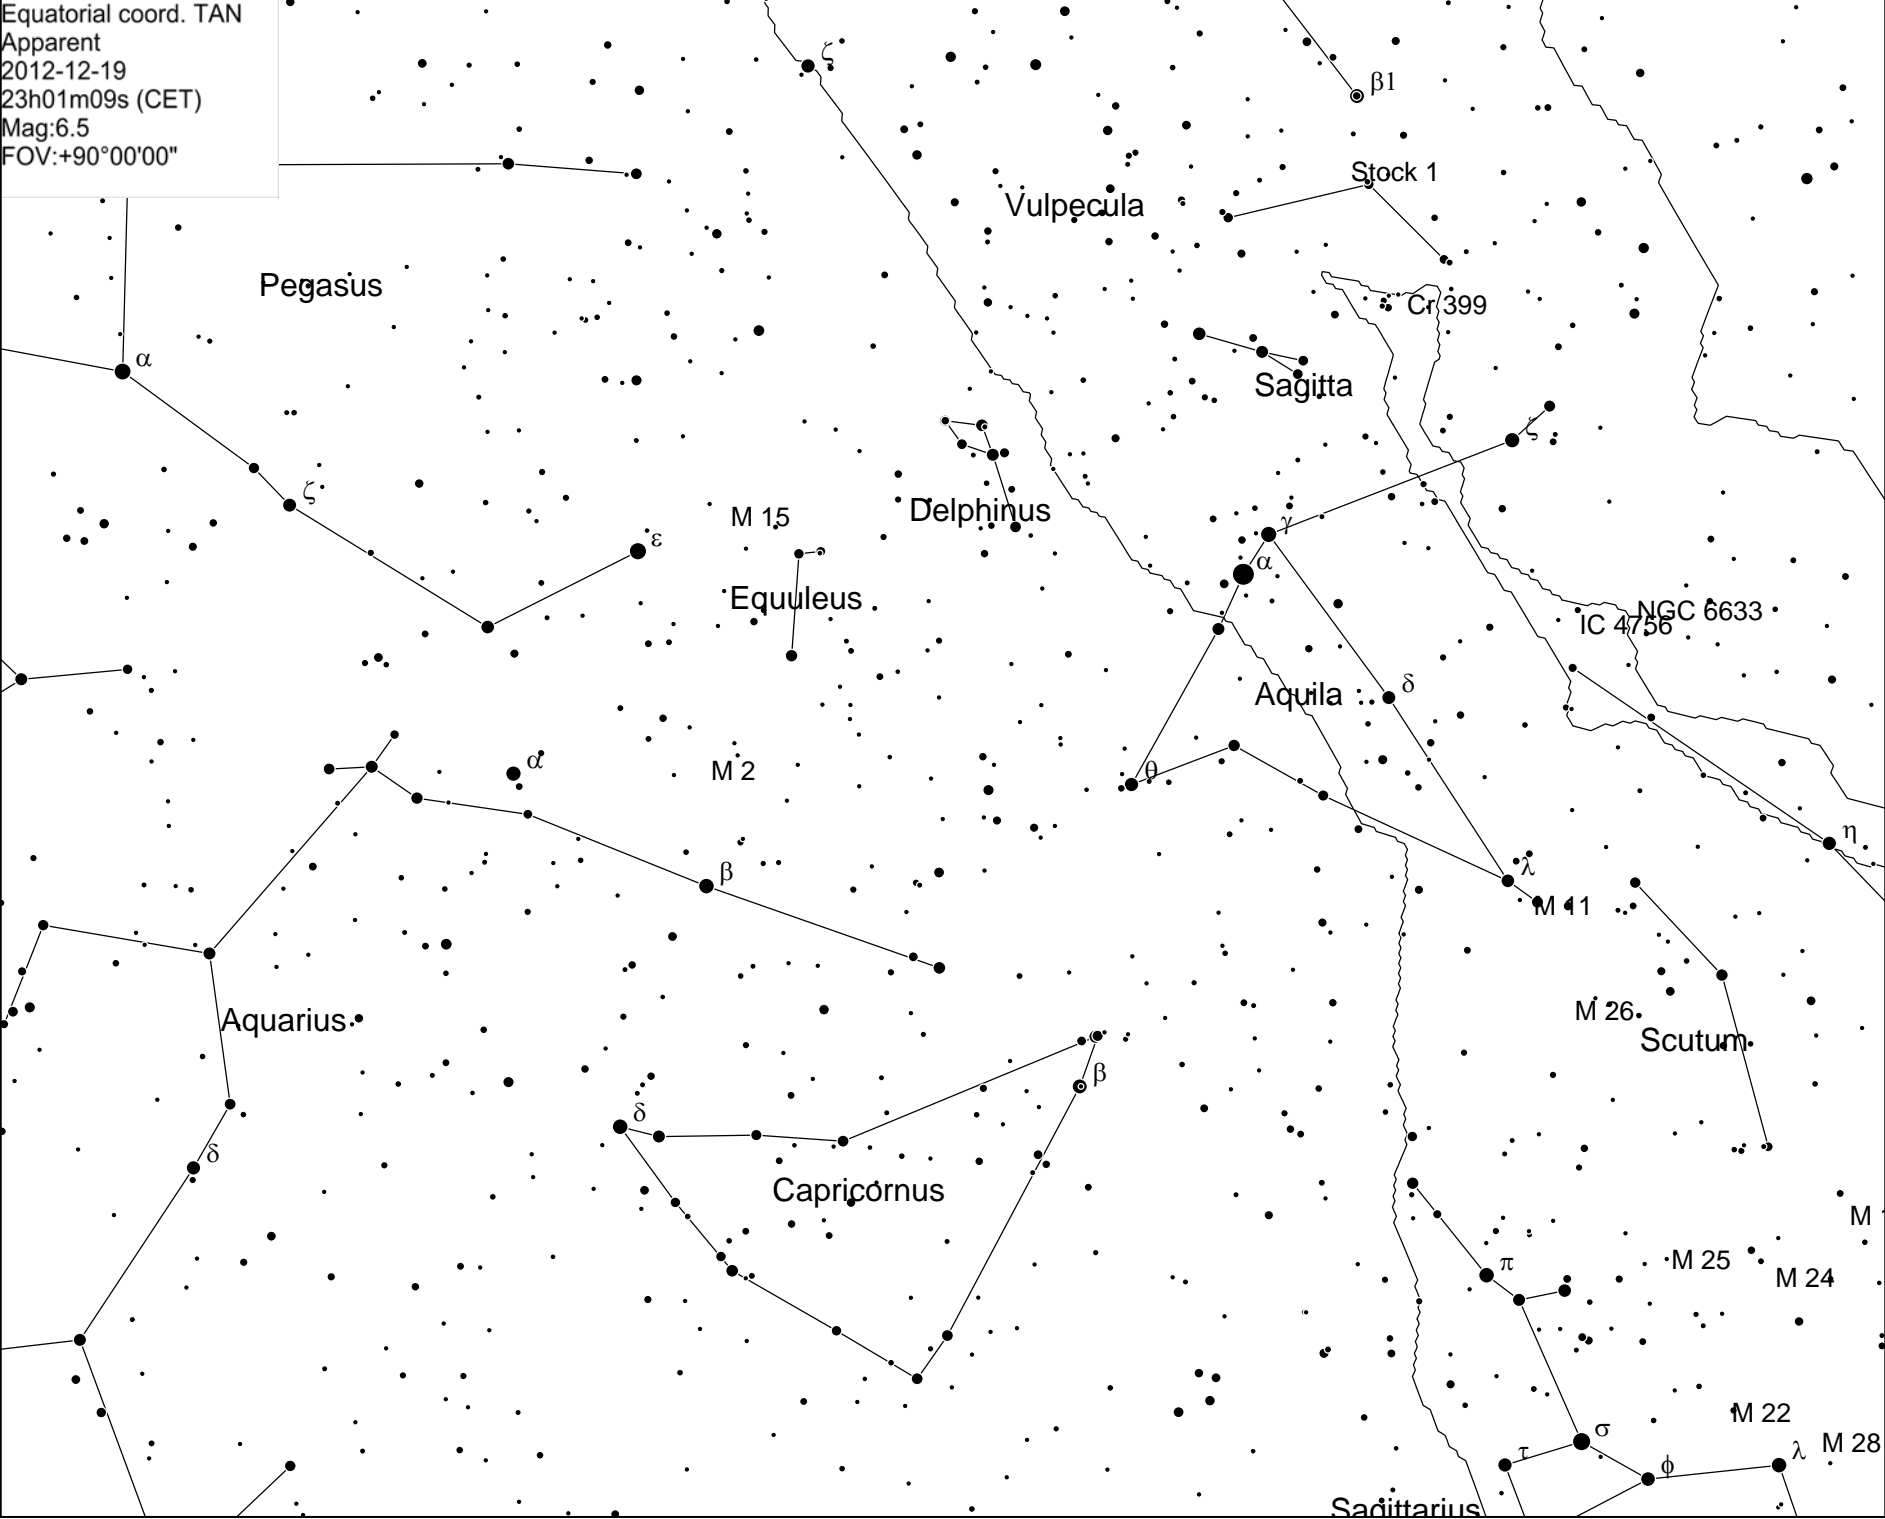 Equatorial coord. TAN
Apparent
2012-12-19
23h01m09s (CET)
Mag:6.5
FOV:+90°00'00"
ζ
β1
Stock 1
Vulpecula
Pegasus
Cr 399
α
Sagitta
ζ
ζ
M 15
Delphinus
γ
ε
α
Equuleus
NGC 6633
IC 4756
δ
Aquila
α
M 2
θ
η
β
λ
M 11
Aquarius
M 26
Scutum
β
δ
δ
Capricornus
M
π
M 25
M 24
M 22
σ
τ
λ
M 28
ϕ
Sagittarius